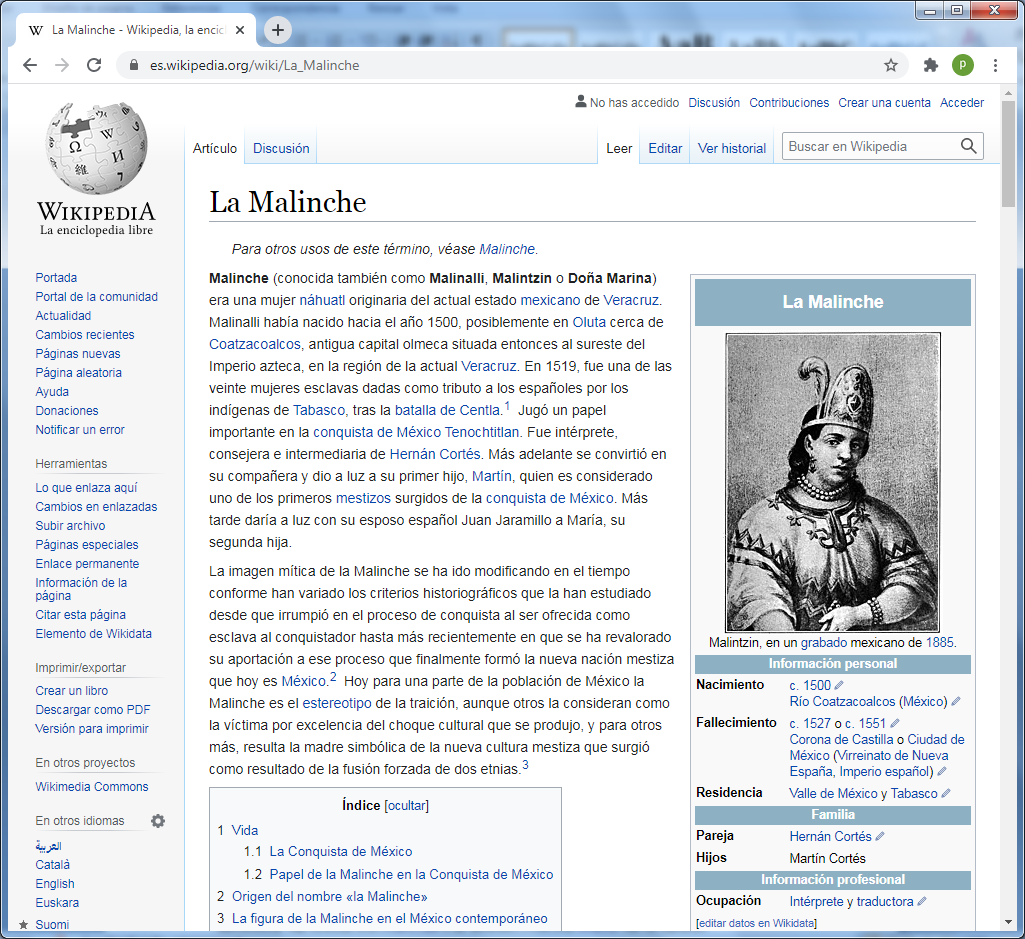 La Malinche - Wikipedia, la encic
es.wikipedia.org/wiki/La_Malinche
P
No has accedido Discusión Contribuciones Crear una cuenta Acceder
Artículo Discusión Leer Editar Ver historial Buscar en Wikipedia
WIKIPEDIA
La enciclopedia libre
Portada
Portal de la comunidad
Actualidad
Cambios recientes
Páginas nuevas
Página aleatoria
Ayuda
Donaciones
Notificar un error
Herramientas
Lo que enlaza aquí
Cambios en enlazadas
Subir archivo
Páginas especiales
Enlace permanente
Información de la
página
Citar esta página
Elemento de Wikidata
Imprimir/exportar
Crear un libro
Descargar como PDF
Versión para imprimir
En otros proyectos
Wikimedia Commons
En otros idiomas
العربية
Català
English
Euskara
Suomi
La Malinche
Para otros usos de este término, véase Malinche.
Malinche (conocida también como Malinalli, Malintzin o Doña Marina)
era una mujer náhuatl originaria del actual estado mexicano de Veracruz.
Malinalli había nacido hacia el año 1500, posiblemente en Oluta cerca de
Coatzacoalcos, antigua capital olmeca situada entonces al sureste del
Imperio azteca, en la región de la actual Veracruz. En 1519, fue una de las
veinte mujeres esclavas dadas como tributo a los españoles por los
indígenas de Tabasco, tras la batalla de Centla.1 Jugó un papel
importante en la conquista de México Tenochtitlan. Fue intérprete,
consejera e intermediaria de Hernán Cortés. Más adelante se convirtió en
su compañera y dio a luz a su primer hijo, Martín, quien es considerado
uno de los primeros mestizos surgidos de la conquista de México. Más
tarde daría a luz con su esposo español Juan Jaramillo a María, su
segunda hija.
La imagen mítica de la Malinche se ha ido modificando en el tiempo
conforme han variado los criterios historiográficos que la han estudiado
desde que irrumpió en el proceso de conquista al ser ofrecida como
esclava al conquistador hasta más recientemente en que se ha revalorado
su aportación a ese proceso que finalmente formó la nueva nación mestiza
que hoy es México.2 Hoy para una parte de la población de México la
Malinche es el estereotipo de la traición, aunque otros la consideran como
la víctima por excelencia del choque cultural que se produjo, y para otros
más, resulta la madre simbólica de la nueva cultura mestiza que surgió
como resultado de la fusión forzada de dos etnias.3
Índice [ocultar]
1 Vida
1.1 La Conquista de México
1.2 Papel de la Malinche en la Conquista de México
2 Origen del nombre «la Malinche»
3 La figura de la Malinche en el México contemporáneo
La Malinche
Malintzin, en un grabado mexicano de 1885.
Información personal
Nacimiento c. 1500
Río Coatzacoalcos (México)
Fallecimiento c. 1527 o c. 1551
Corona de Castilla o Ciudad de
México (Virreinato de Nueva
España, Imperio español)
Residencia Valle de México y Tabasco
Familia
Pareja Hernán Cortés
Hijos Martín Cortés
Información profesional
Ocupación Intérprete y traductora
[editar datos en Wikidata]